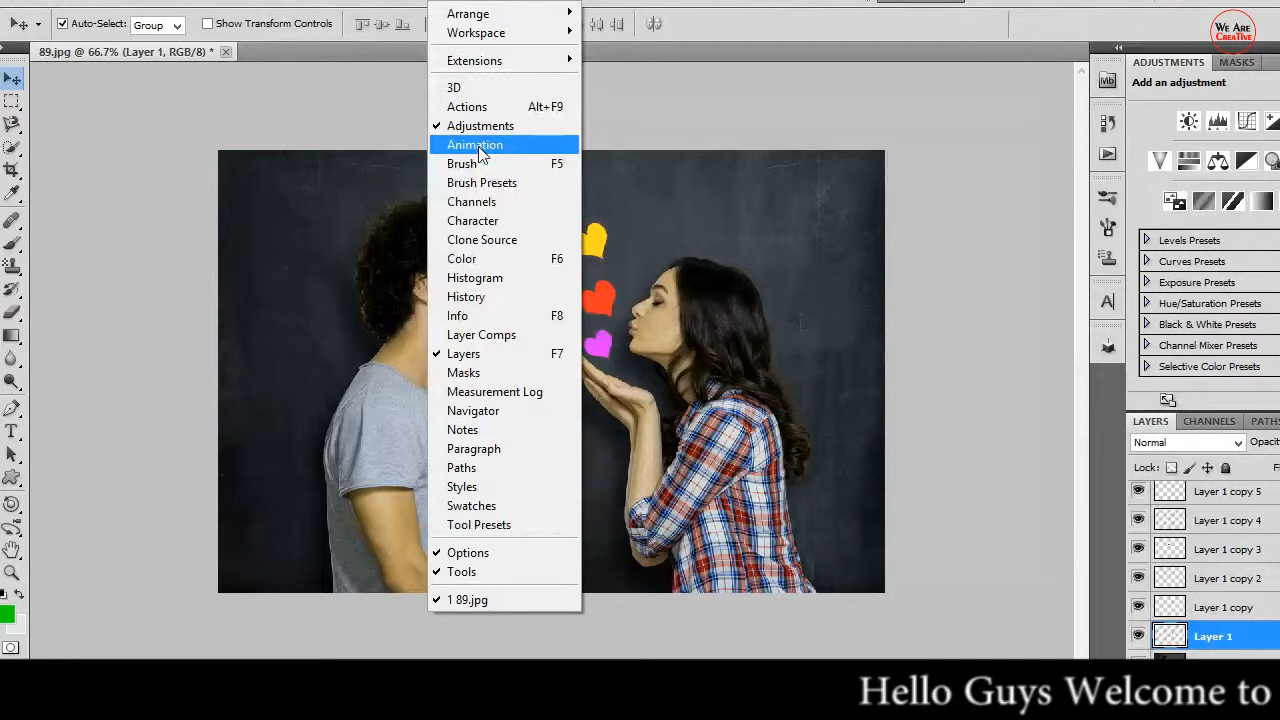 Auto-Select: Group Show Transform Controls
89.jpg @ 66.7% (Layer 1, RGB/8) *
Arrange
Workspace
Extensions
3D
Actions Alt+F9
Adjustments
Animation
Brush F5
Brush Presets
Channels
Character
Clone Source
Color F6
Histogram
History
Info F8
Layer Comps
Layers F7
Masks
Measurement Log
Navigator
Notes
Paragraph
Paths
Styles
Swatches
Tool Presets
Options
Tools
1 89.jpg
WE ARE
CREATIVE
Mb
ADJUSTMENTS MASKS
Add an adjustment
Levels Presets
Curves Presets
Exposure Presets
Hue/Saturation Presets
Black & White Presets
Channel Mixer Presets
Selective Color Presets
LAYERS CHANNELS PATHS
Normal Opacit
Lock:
Layer 1 copy 5
Layer 1 copy 4
Layer 1 copy 3
Layer 1 copy 2
Layer 1 copy
Layer 1
Hello Guys Welcome to